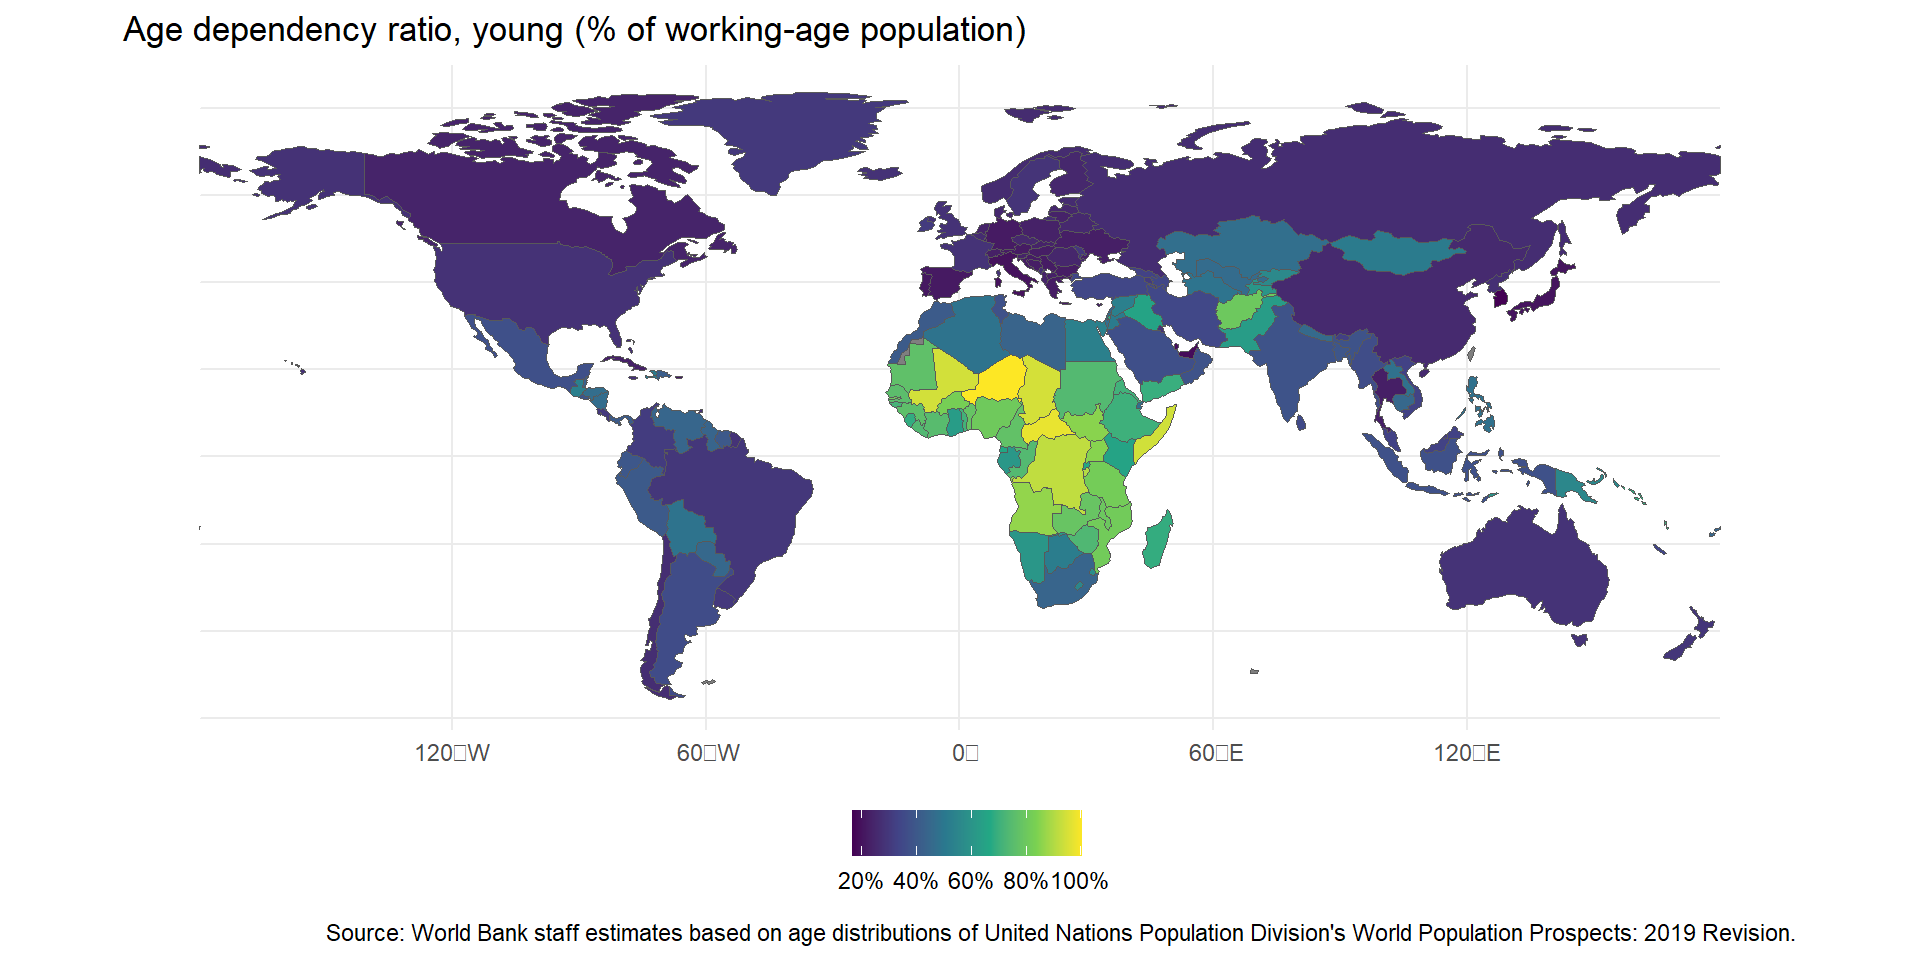 Age dependency ratio, young (% of working-age population)
120□W 60□W 0□ 60□E 120□E
20% 40% 60% 80% 100%
Source: World Bank staff estimates based on age distributions of United Nations Population Division's World Population Prospects: 2019 Revision.